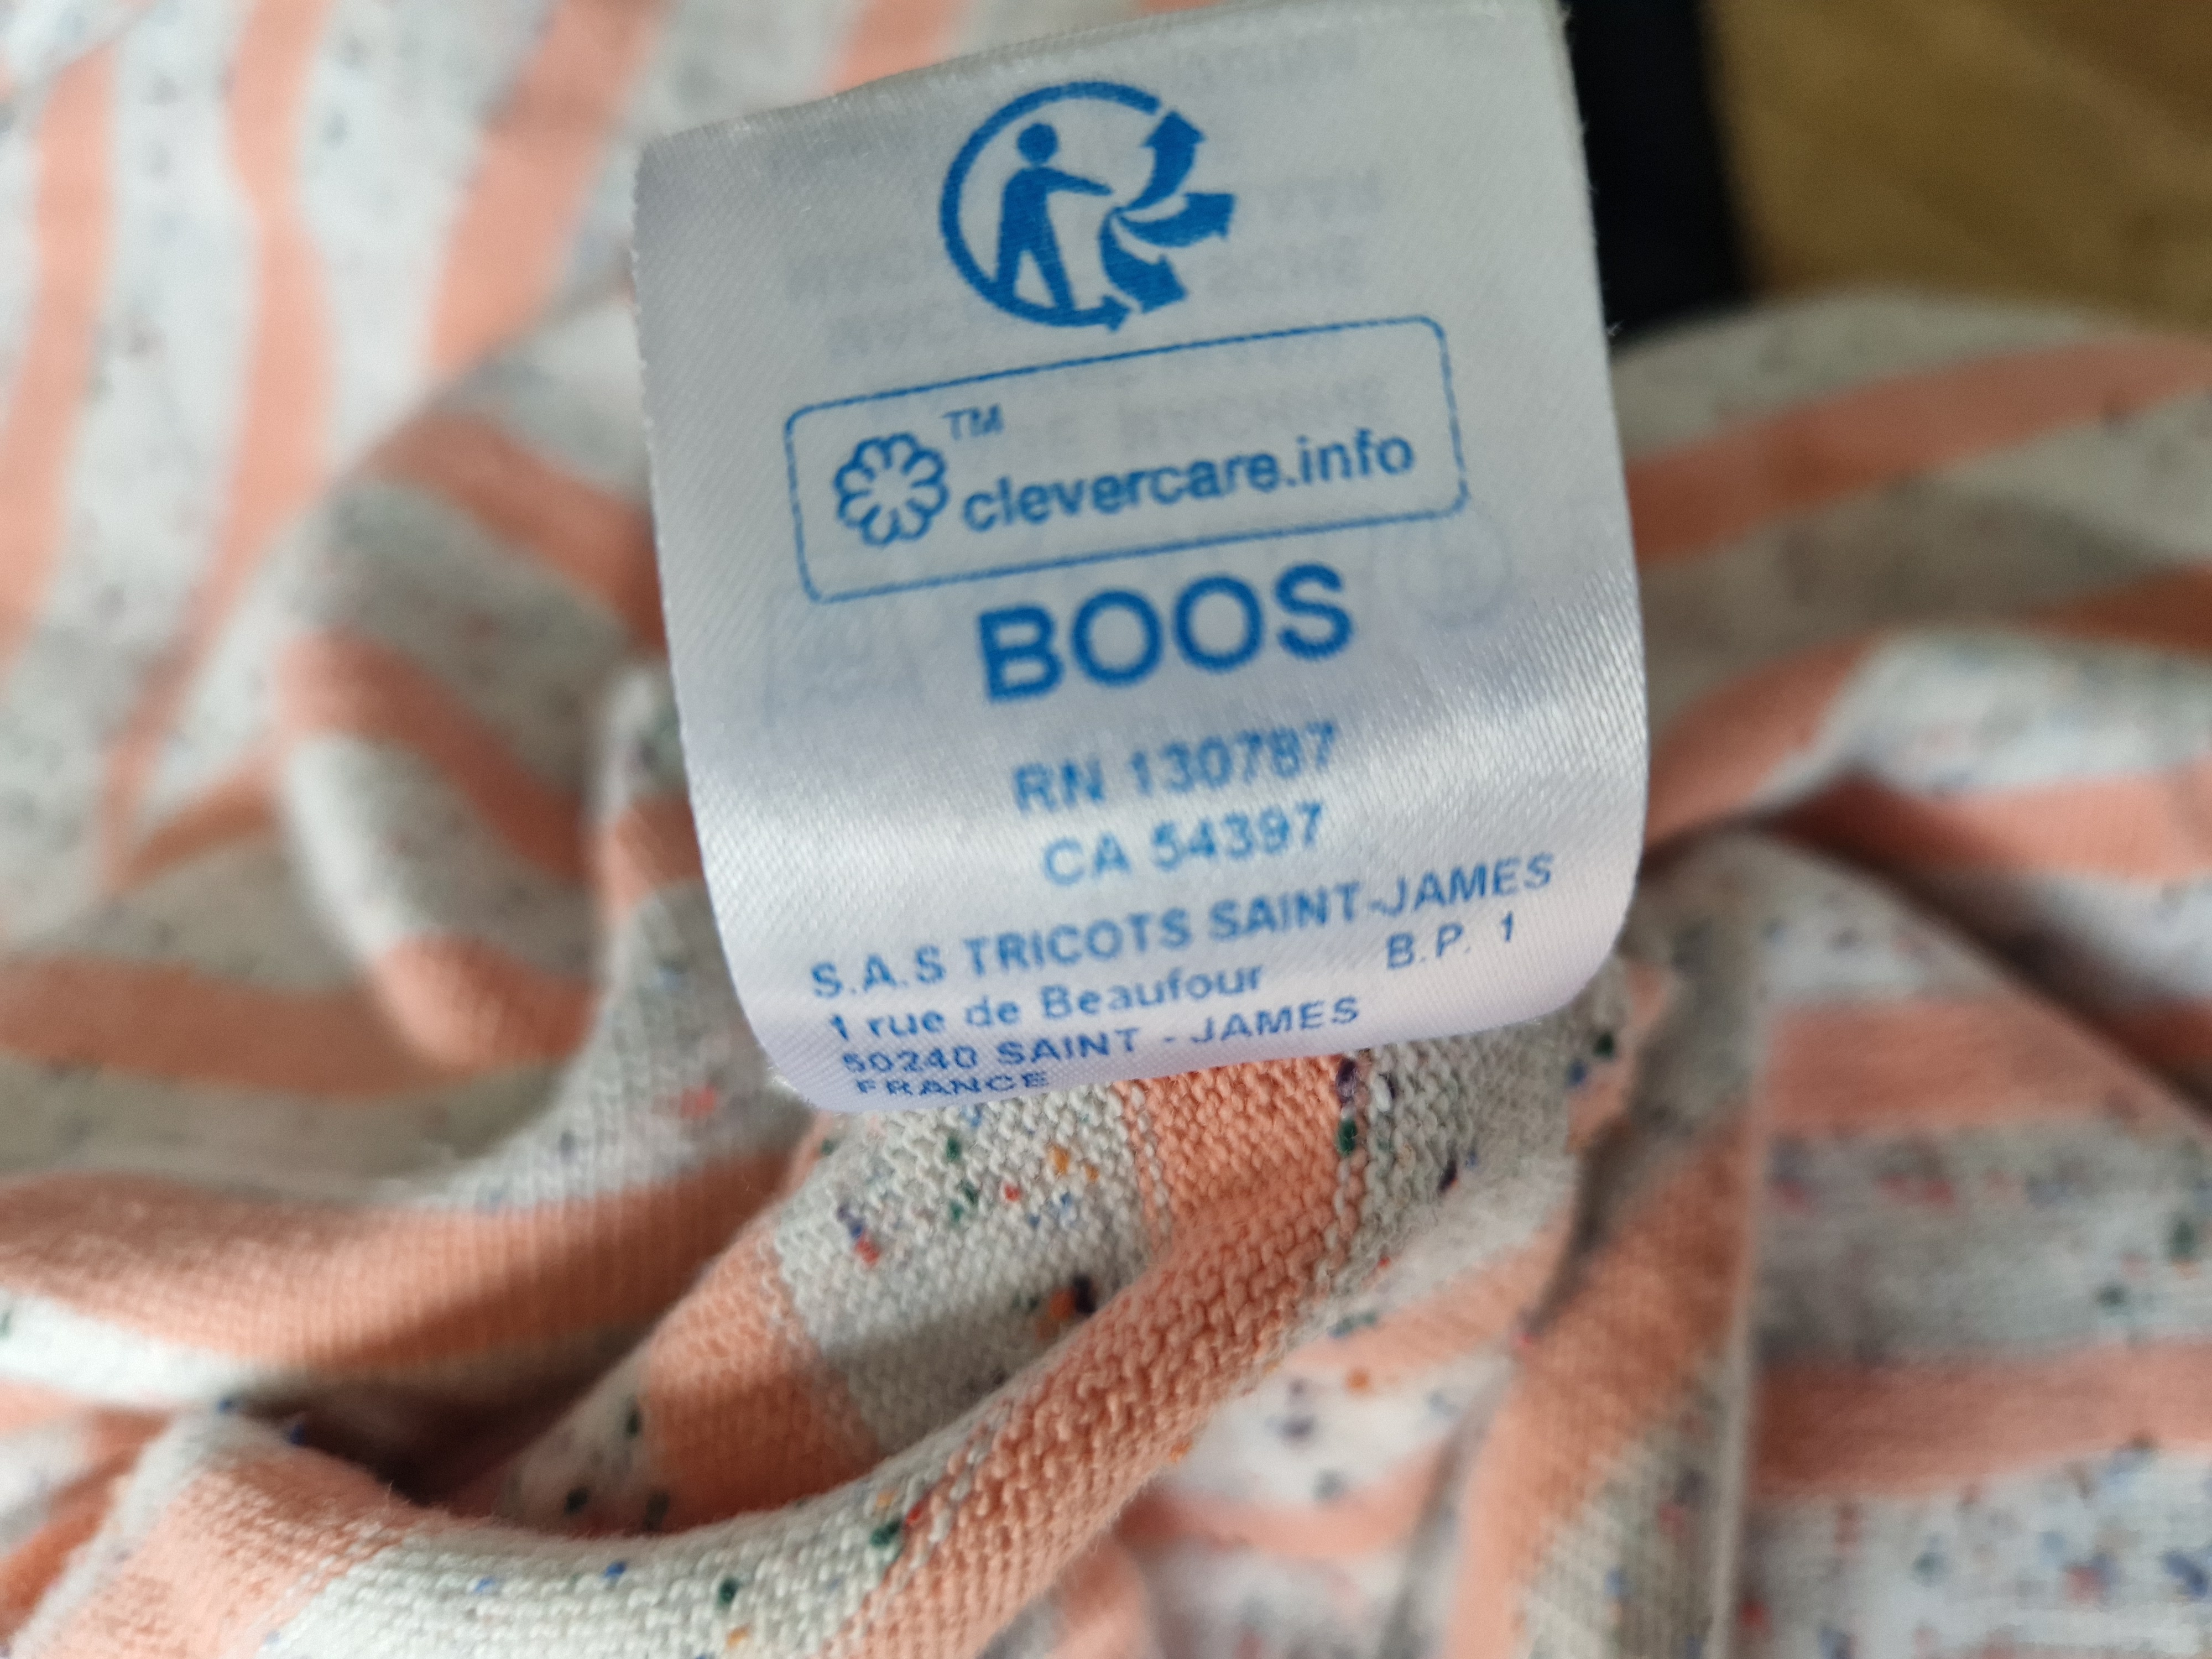 TM
clevercare.info
BOOS
RN 130787
CA 54397
S.A.S TRICOTS SAINT-JAMES
1 rue de Beaufour B.P. 1
50240 SAINT - JAMES
FRANCE